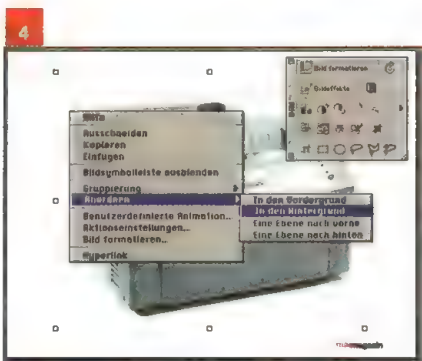 4
Bild formatieren
Bildeffekte
Hilfe
Ausschneiden
Kopieren
Einfügen
Bildsymbolleiste ausblenden
Gruppierung
Anordnen
In den Vordergrund
In den Hintergrund
Eine Ebene nach vorne
Eine Ebene nach hinten
Benutzerdefinierte Animation...
Aktionseinstellungen...
Bild formatieren...
Hyperlink
magazin